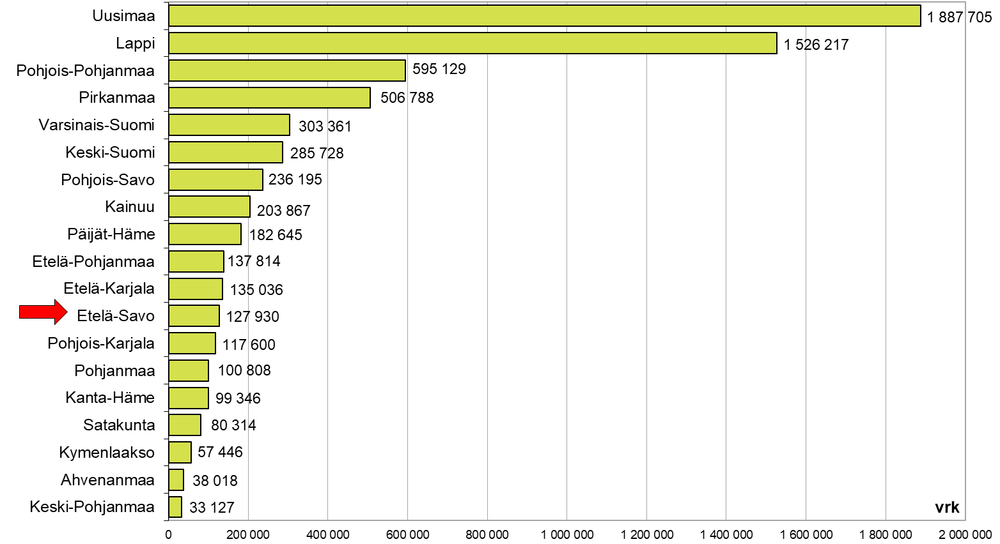 Uusimaa 1 887 705
Lappi 1 526 217
Pohjois-Pohjanmaa 595 129
Pirkanmaa 506 788
Varsinais-Suomi 303 361
Keski-Suomi 285 728
Pohjois-Savo 236 195
Kainuu 203 867
Päijät-Häme 182 645
Etelä-Pohjanmaa 137 814
Etelä-Karjala 135 036
Etelä-Savo 127 930
Pohjois-Karjala 117 600
Pohjanmaa 100 808
Kanta-Häme 99 346
Satakunta 80 314
Kymenlaakso 57 446
Ahvenanmaa 38 018
Keski-Pohjanmaa 33 127 vrk
0 200 000 400 000 600 000 800 000 1 000 000 1 200 000 1 400 000 1 600 000 1 800 000 2 000 000